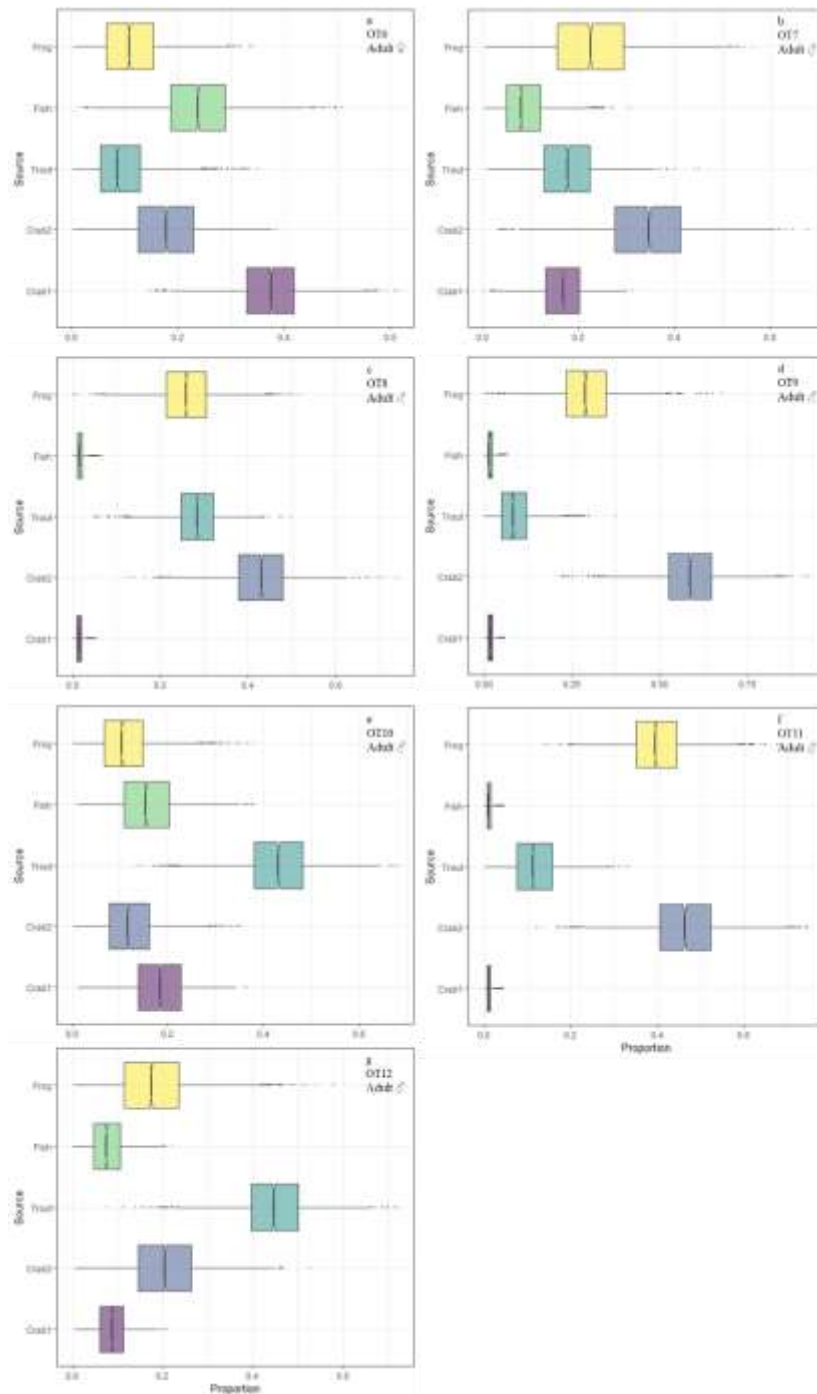 a
OT6
Adult ♀
Source
Frog
Fish
Trout
Crab2
Crab1
0.0 0.2 0.4 0.6
b
OT7
Adult ♂
Source
Frog
Fish
Trout
Crab2
Crab1
0.0 0.2 0.4 0.6
c
OT8
Adult ♂
Source
Frog
Fish
Trout
Crab2
Crab1
0.0 0.2 0.4 0.6
d
OT9
Adult ♂
Source
Frog
Fish
Trout
Crab2
Crab1
0.00 0.25 0.50 0.75
e
OT10
Adult ♂
Source
Frog
Fish
Trout
Crab2
Crab1
0.0 0.2 0.4 0.6
f
OT11
Adult ♂
Source
Frog
Fish
Trout
Crab2
Crab1
0.0 0.2 0.4 0.6
Proportion
g
OT12
Adult ♂
Source
Frog
Fish
Trout
Crab2
Crab1
0.0 0.2 0.4 0.6
Proportion